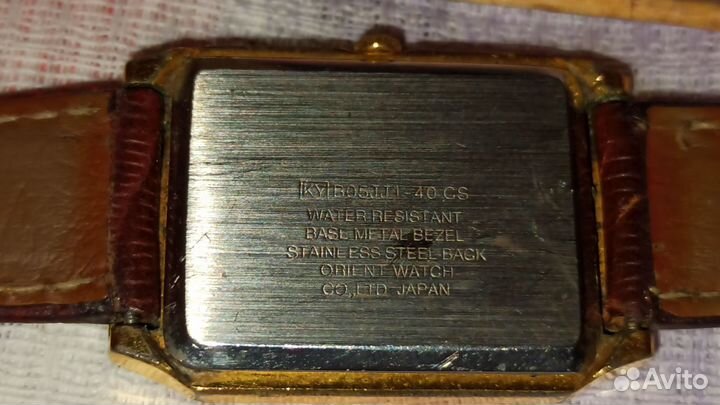 KY B05JJ1-40 CS
WATER RESISTANT
BASE METAL BEZEL
STAINLESS STEEL BACK
ORIENT WATCH
CO., LTD. JAPAN
Avito